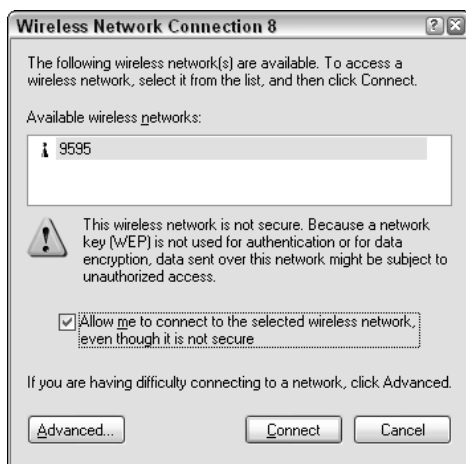 Wireless Network Connection 8
The following wireless network(s) are available. To access a
wireless network, select it from the list, and then click Connect.
Available wireless networks:
9595
This wireless network is not secure. Because a network
key (WEP) is not used for authentication or for data
encryption, data sent over this network might be subject to
unauthorized access.
Allow me to connect to the selected wireless network,
even though it is not secure
If you are having difficulty connecting to a network, click Advanced.
Advanced... Connect Cancel